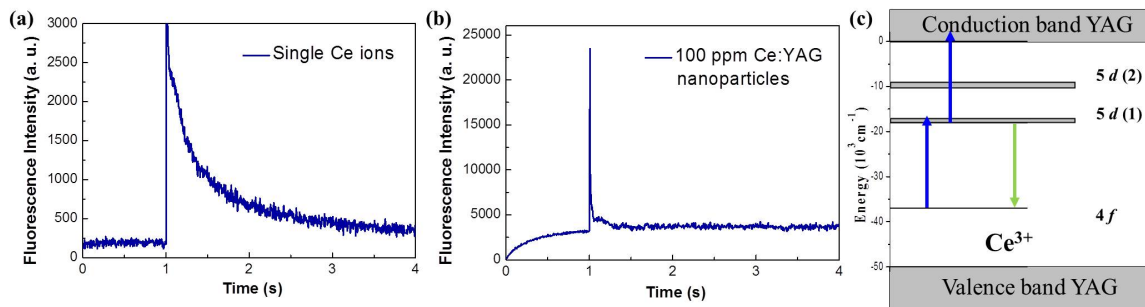 (a)
3000
2500
2000
1500
1000
500
0
Fluorescence Intensity (a. u.)
Single Ce ions
0 1 2 3 4
Time (s)
(b)
25000
20000
15000
10000
5000
0
Fluorescence Intensity (a. u.)
100 ppm Ce:YAG
nanoparticles
0 1 2 3 4
Time (s)
(c)
Conduction band YAG
0
-10
-20
-30
-40
-50
Energy (10³cm⁻¹)
5 d (2)
5 d (1)
4 f
Ce³⁺
Valence band YAG